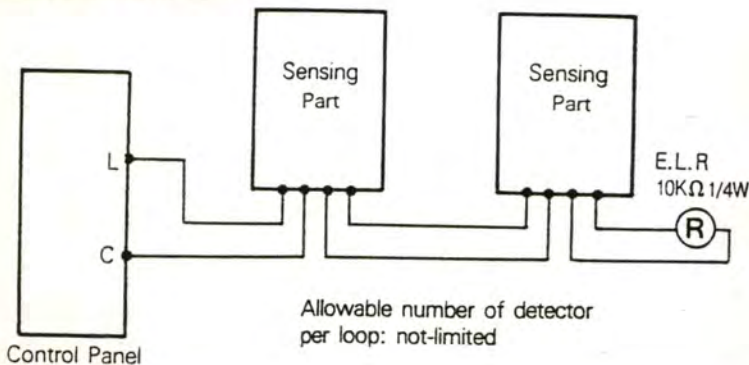 Sensing
Part
Sensing
Part
L
E.L.R
10KΩ 1/4W
R
C
Allowable number of detector
per loop: not-limited
Control Panel